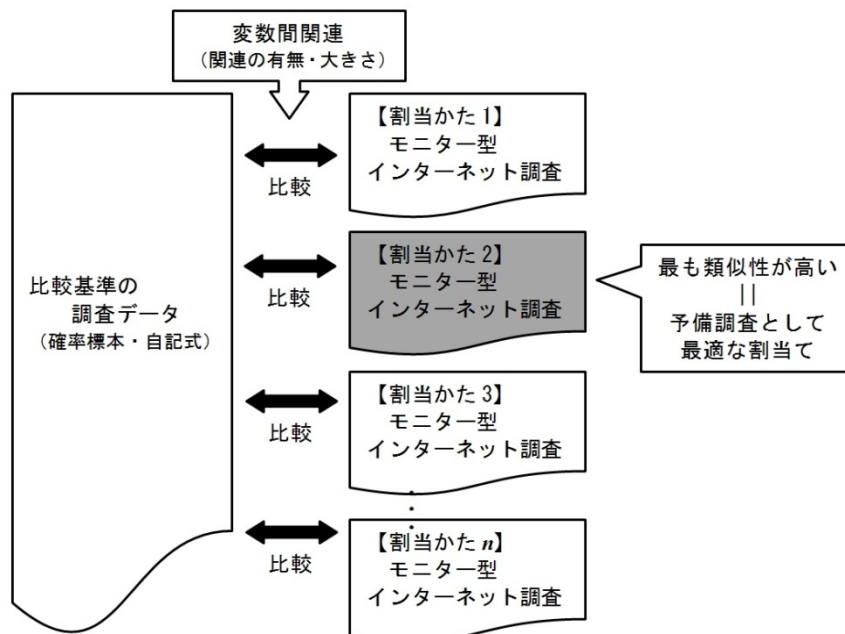 変数間関連
（関連の有無・大きさ）
比較基準の
調査データ
（確率標本・自記式）
比較
【割当かた 1】
モニター型
インターネット調査
比較
【割当かた 2】
モニター型
インターネット調査
最も類似性が高い
||
予備調査として
最適な割当て
比較
【割当かた 3】
モニター型
インターネット調査
・
・
・
比較
【割当かた n】
モニター型
インターネット調査